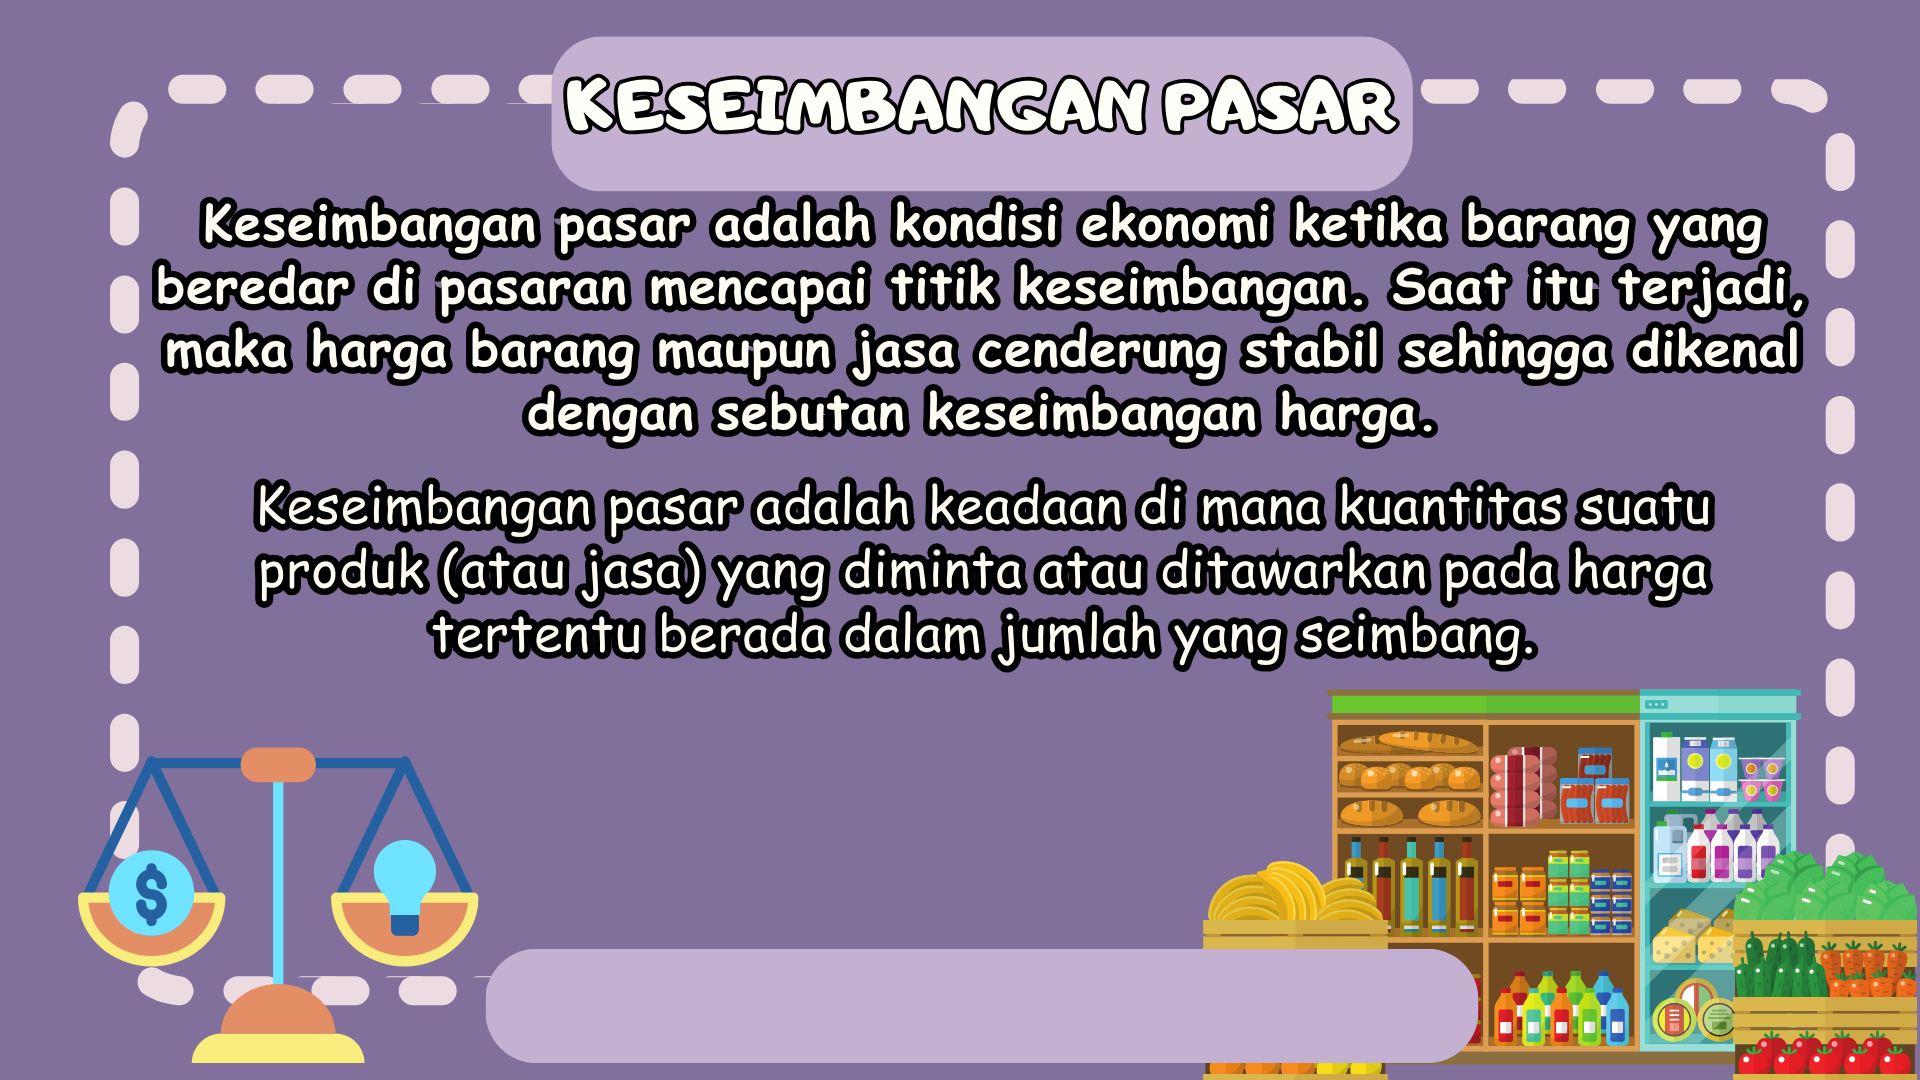 KESEIMBANGAN PASAR
Keseimbangan pasar adalah kondisi ekonomi ketika barang yang
beredar di pasaran mencapai titik keseimbangan. Saat itu terjadi,
maka harga barang maupun jasa cenderung stabil sehingga dikenal
dengan sebutan keseimbangan harga.
Keseimbangan pasar adalah keadaan di mana kuantitas suatu
produk (atau jasa) yang diminta atau ditawarkan pada harga
tertentu berada dalam jumlah yang seimbang.
$